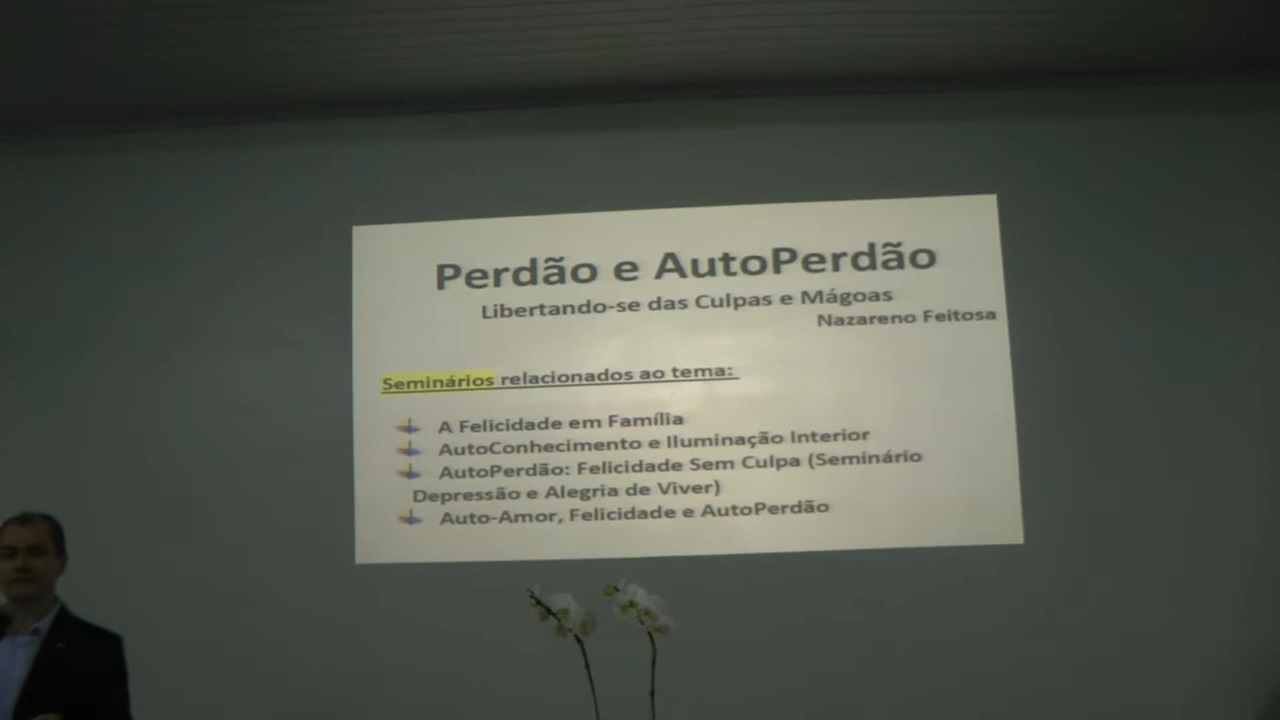 Perdão e AutoPerdão
Libertando-se das Culpas e Mágoas
Nazareno Feitosa
Seminários relacionados ao tema:
A Felicidade em Família
AutoConhecimento e Iluminação Interior
AutoPerdão: Felicidade Sem Culpa (Seminário
Depressão e Alegria de Viver)
Auto-Amor, Felicidade e AutoPerdão